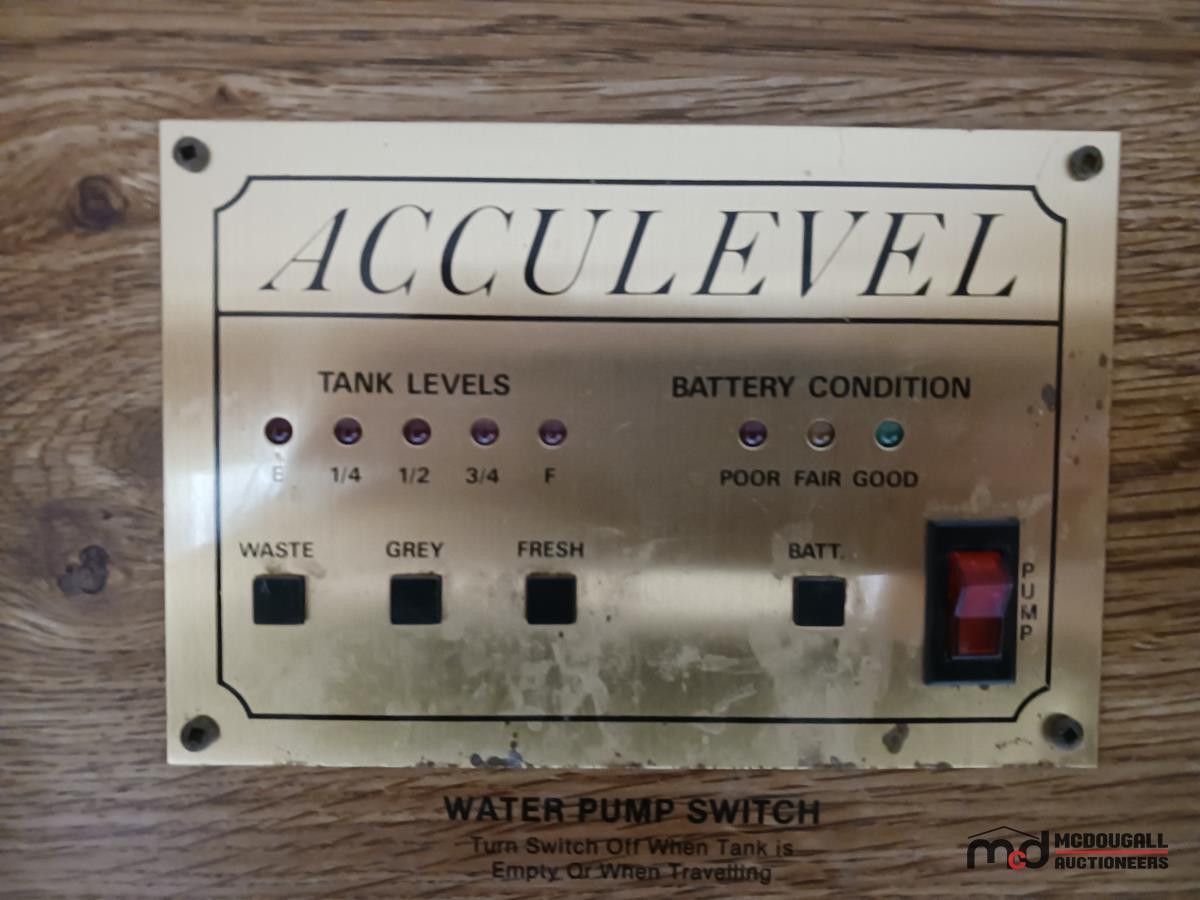 ACCULEVEL
TANK LEVELS
BATTERY CONDITION
E 1/4 1/2 3/4 F
POOR FAIR GOOD
WASTE GREY FRESH
BATT.
PUMP
WATER PUMP SWITCH
Turn Switch Off When Tank is
Empty Or When Travelling
mcd MCDOUGALL
AUCTIONEERS